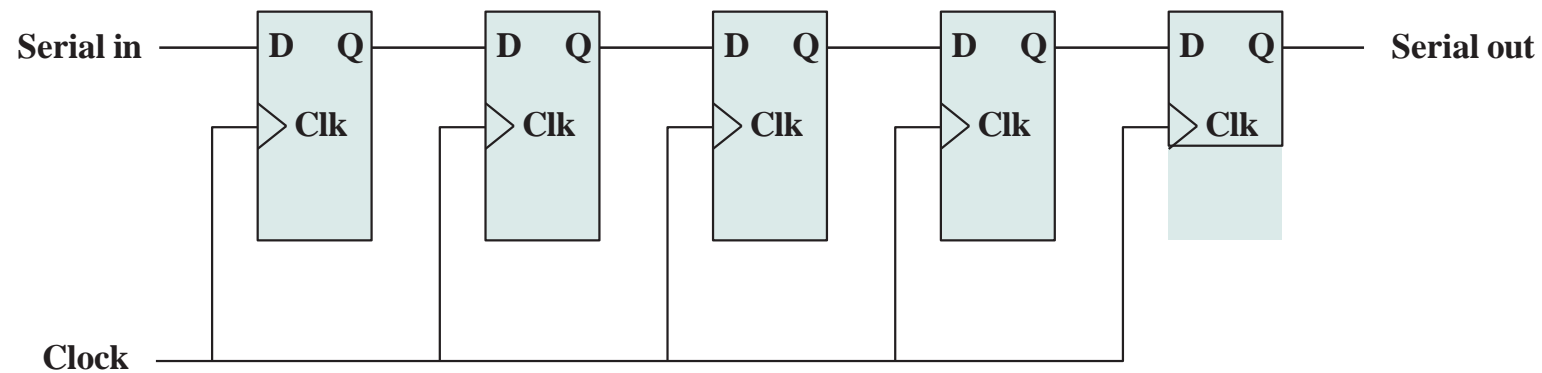 Serial in D Q D Q D Q D Q D Q Serial out
Clk Clk Clk Clk Clk
Clock